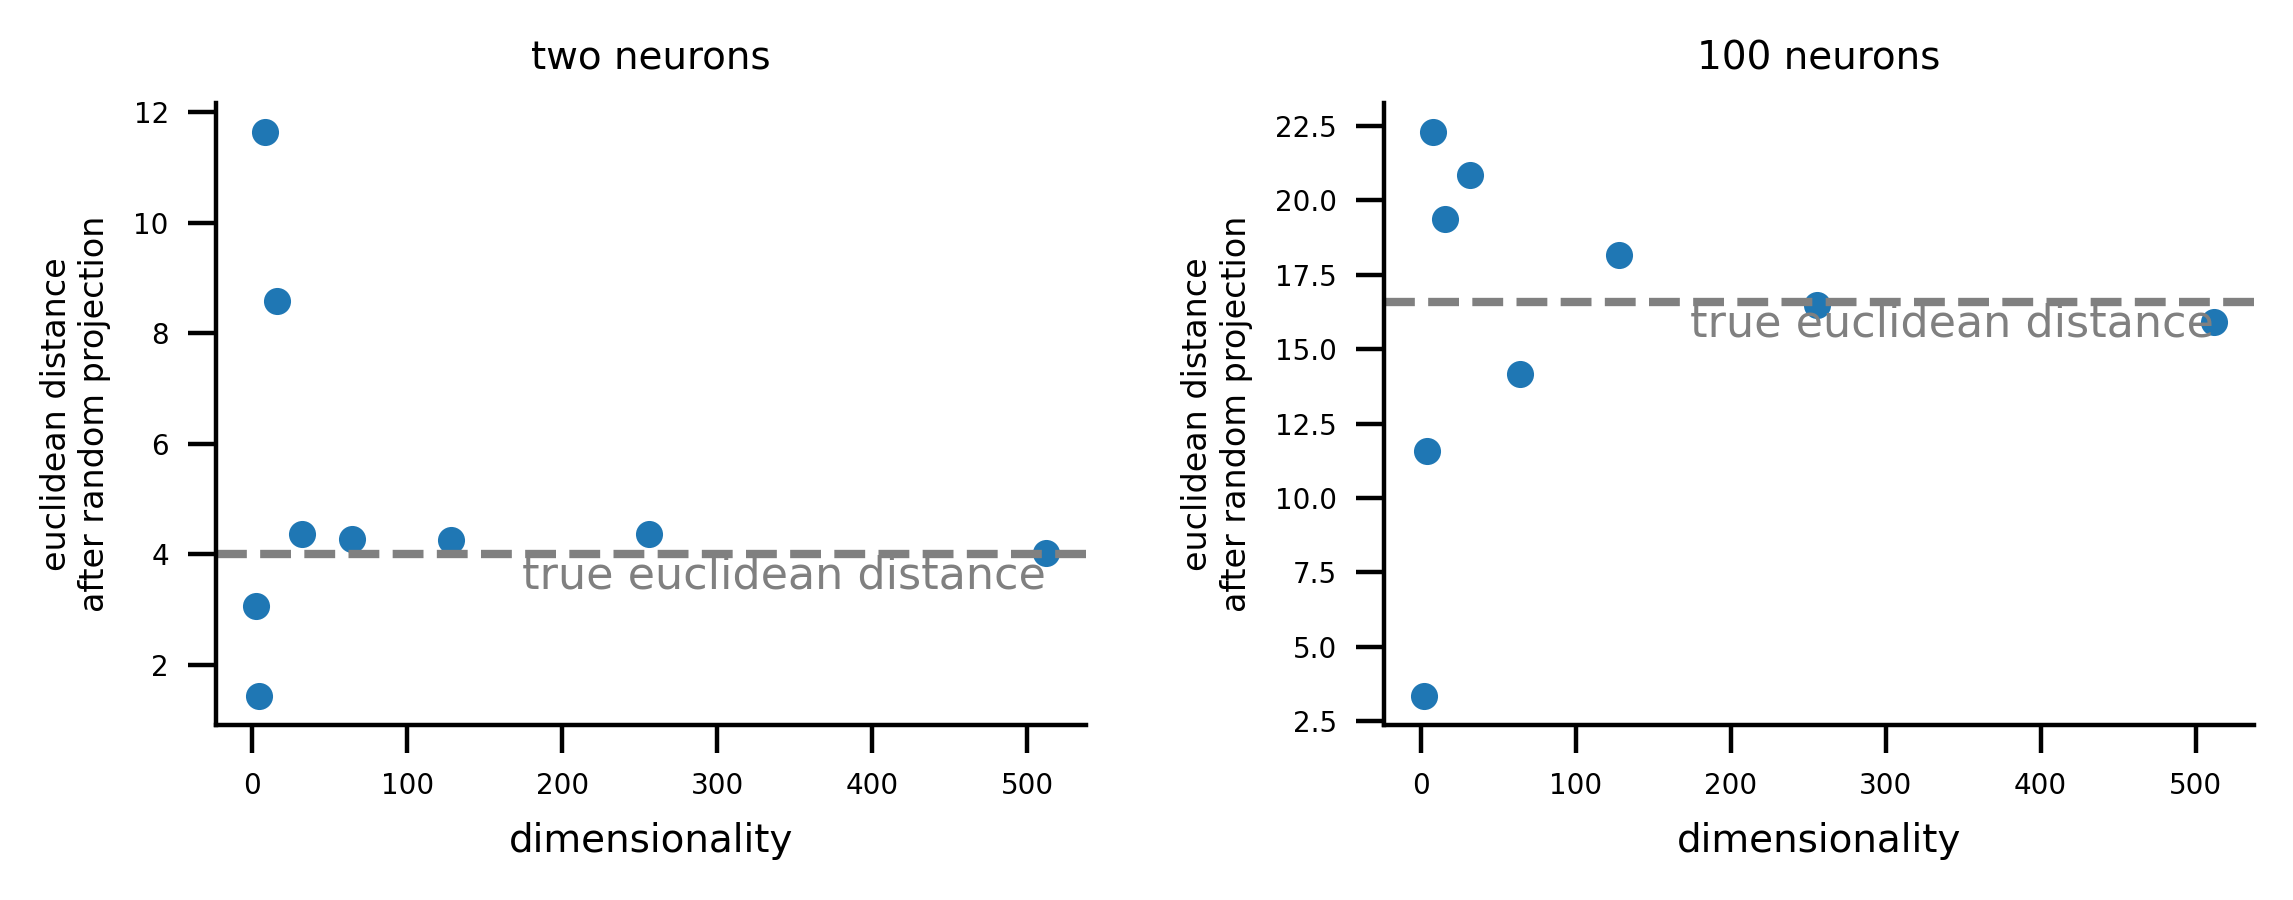 two neurons
12
10
8
6
4
2
euclidean distance
after random projection
true euclidean distance
0 100 200 300 400 500
dimensionality
100 neurons
22.5
20.0
17.5
15.0
12.5
10.0
7.5
5.0
2.5
euclidean distance
after random projection
true euclidean distance
0 100 200 300 400 500
dimensionality